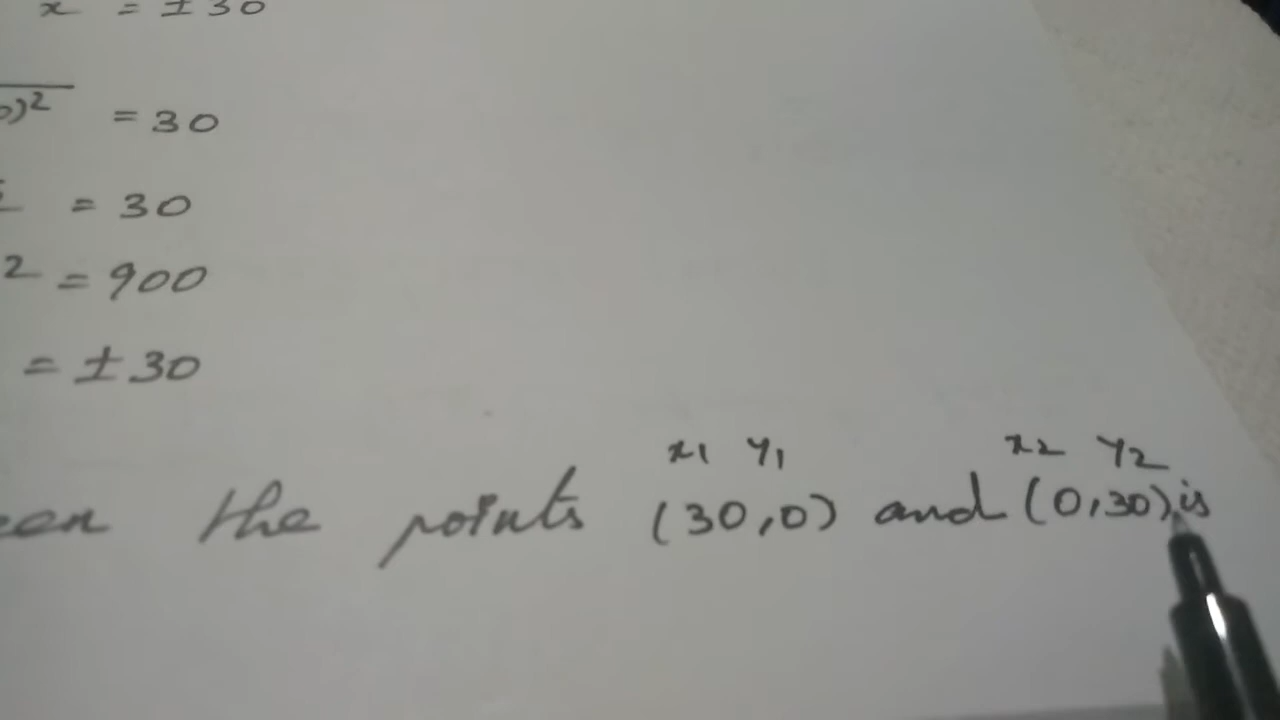 x = ±30
)² = 30
= 30
2 = 900
= ±30
x1 y1 x2 y2
the points (30,0) and (0,30) is